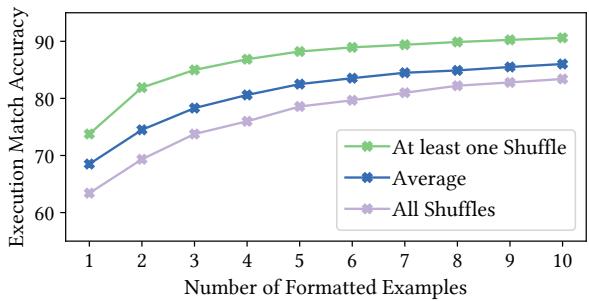 Execution Match Accuracy
90
80
70
60
At least one Shuffle
Average
All Shuffles
1 2 3 4 5 6 7 8 9 10
Number of Formatted Examples